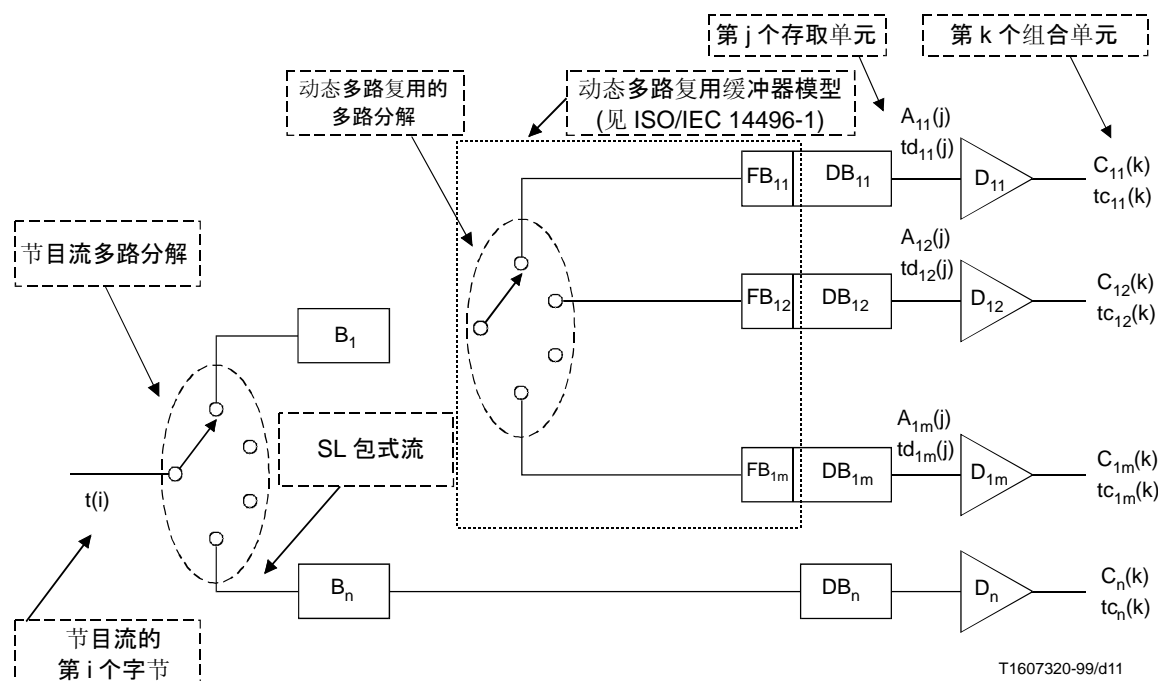 第 j 个存取单元
第 k 个组合单元
动态多路复用的
多路分解
动态多路复用缓冲器模型
(见 ISO/IEC 14496-1)
A11(j)
td11(j)
FB11
DB11
D11
C11(k)
tc11(k)
节目流多路分解
A12(j)
td12(j)
FB12
DB12
D12
C12(k)
tc12(k)
B1
SL 包式流
A1m(j)
td1m(j)
FB1m
DB1m
D1m
C1m(k)
tc1m(k)
t(i)
Bn
DBn
Dn
Cn(k)
tcn(k)
节目流的
第 i 个字节
T1607320-99/d11